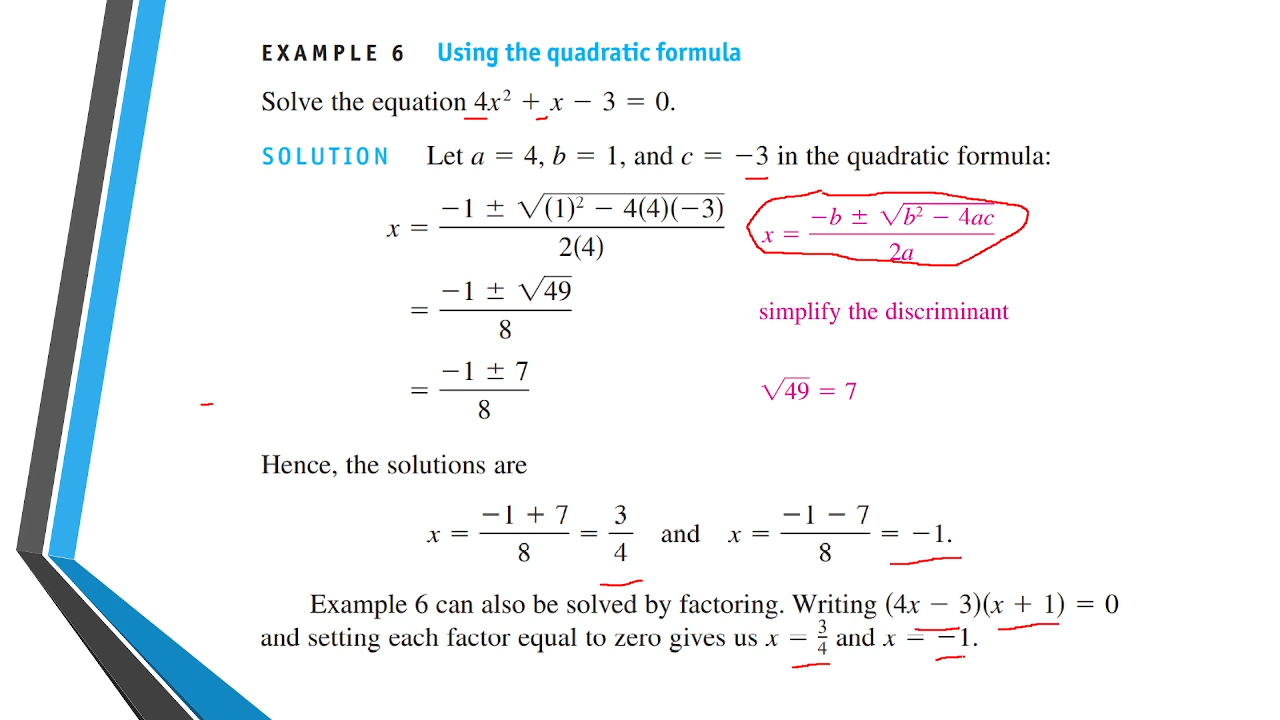 EXAMPLE 6 Using the quadratic formula
Solve the equation 4x² + x − 3 = 0.
SOLUTION Let a = 4, b = 1, and c = −3 in the quadratic formula:
x = (−1 ± √((1)² − 4(4)(−3))) / 2(4) x = (−b ± √(b² − 4ac)) / 2a
= (−1 ± √49) / 8 simplify the discriminant
= (−1 ± 7) / 8 √49 = 7
Hence, the solutions are
x = (−1 + 7) / 8 = 3/4 and x = (−1 − 7) / 8 = −1.
Example 6 can also be solved by factoring. Writing (4x − 3)(x + 1) = 0
and setting each factor equal to zero gives us x = 3/4 and x = −1.